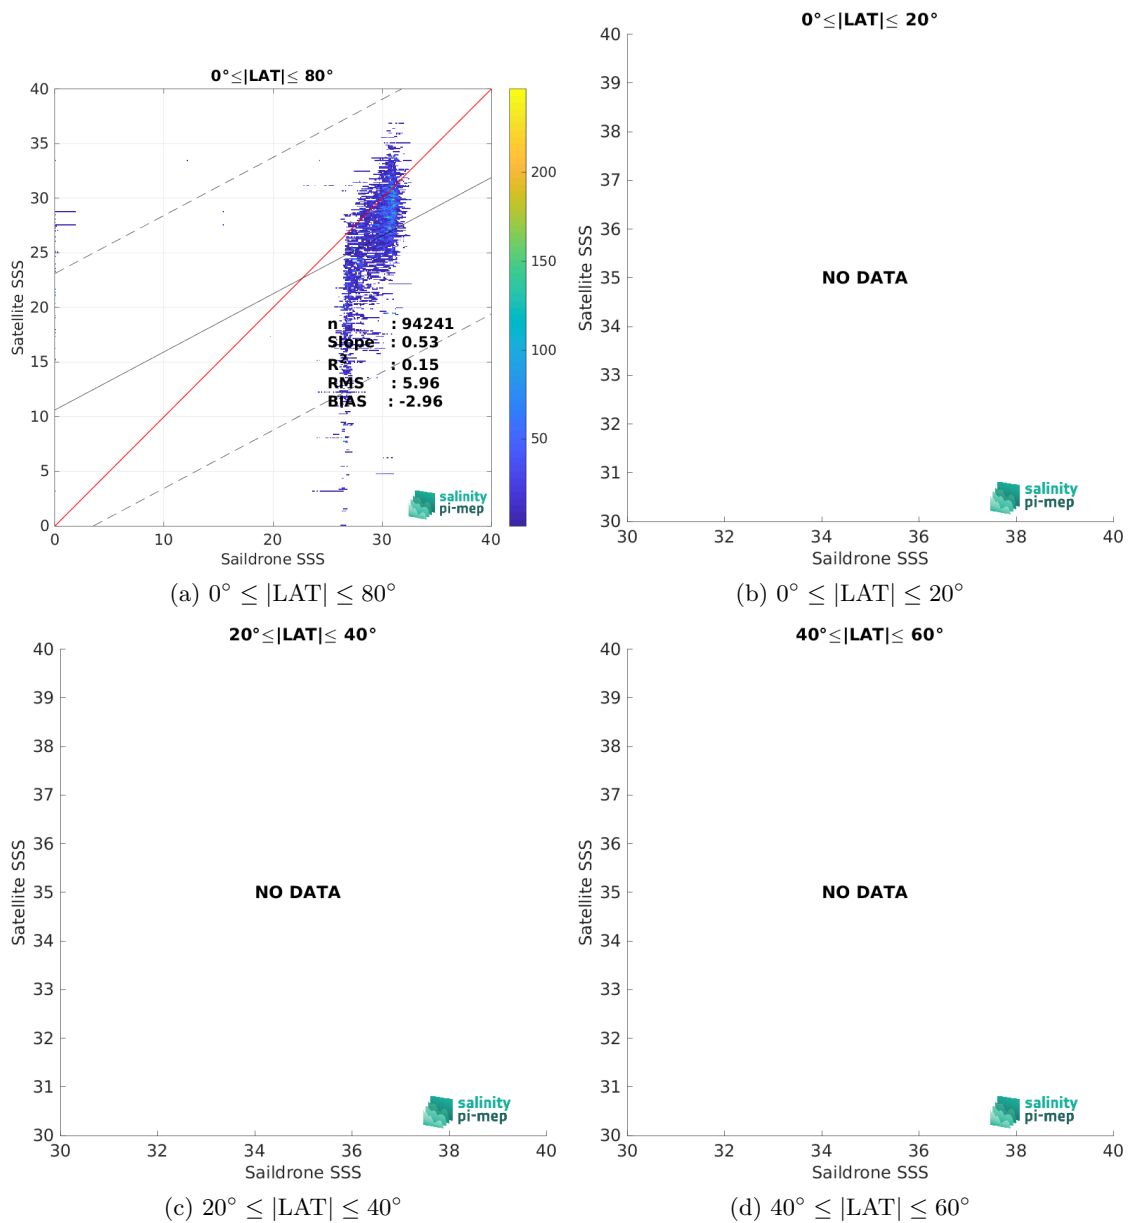 0°≤|LAT|≤ 80°
40
35
30
25
20
15
10
5
0
Satellite SSS
n : 94241
Slope : 0.53
R² : 0.15
RMS : 5.96
BIAS : -2.96
salinity
pi-mep
200
150
100
50
0 10 20 30 40
Saildrone SSS
(a) 0° ≤ |LAT| ≤ 80°
0°≤|LAT|≤ 20°
40
39
38
37
36
35
34
33
32
31
30
Satellite SSS
NO DATA
salinity
pi-mep
30 32 34 36 38 40
Saildrone SSS
(b) 0° ≤ |LAT| ≤ 20°
20°≤|LAT|≤ 40°
40
39
38
37
36
35
34
33
32
31
30
Satellite SSS
NO DATA
salinity
pi-mep
30 32 34 36 38 40
Saildrone SSS
(c) 20° ≤ |LAT| ≤ 40°
40°≤|LAT|≤ 60°
40
39
38
37
36
35
34
33
32
31
30
Satellite SSS
NO DATA
salinity
pi-mep
30 32 34 36 38 40
Saildrone SSS
(d) 40° ≤ |LAT| ≤ 60°